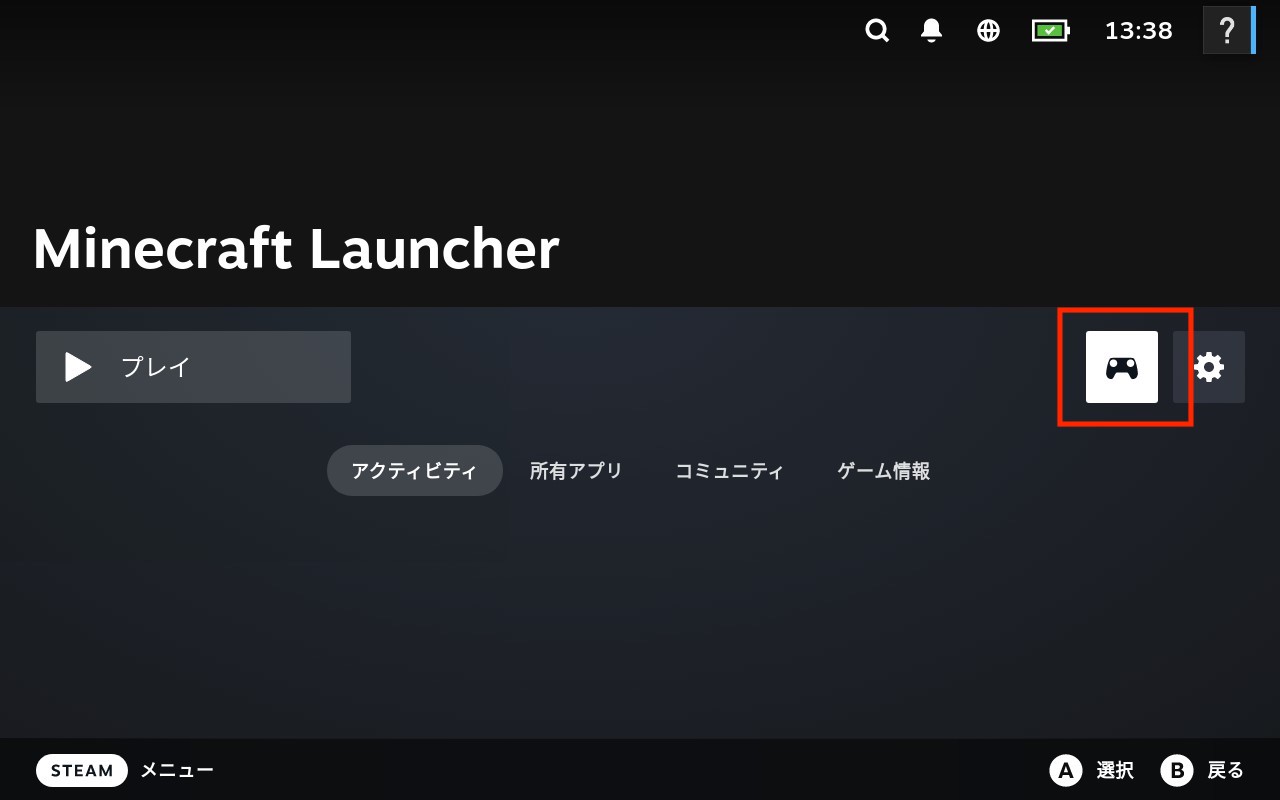 13:38
?
Minecraft Launcher
プレイ
アクティビティ 所有アプリ コミュニティ ゲーム情報
STEAM メニュー A 選択 B 戻る